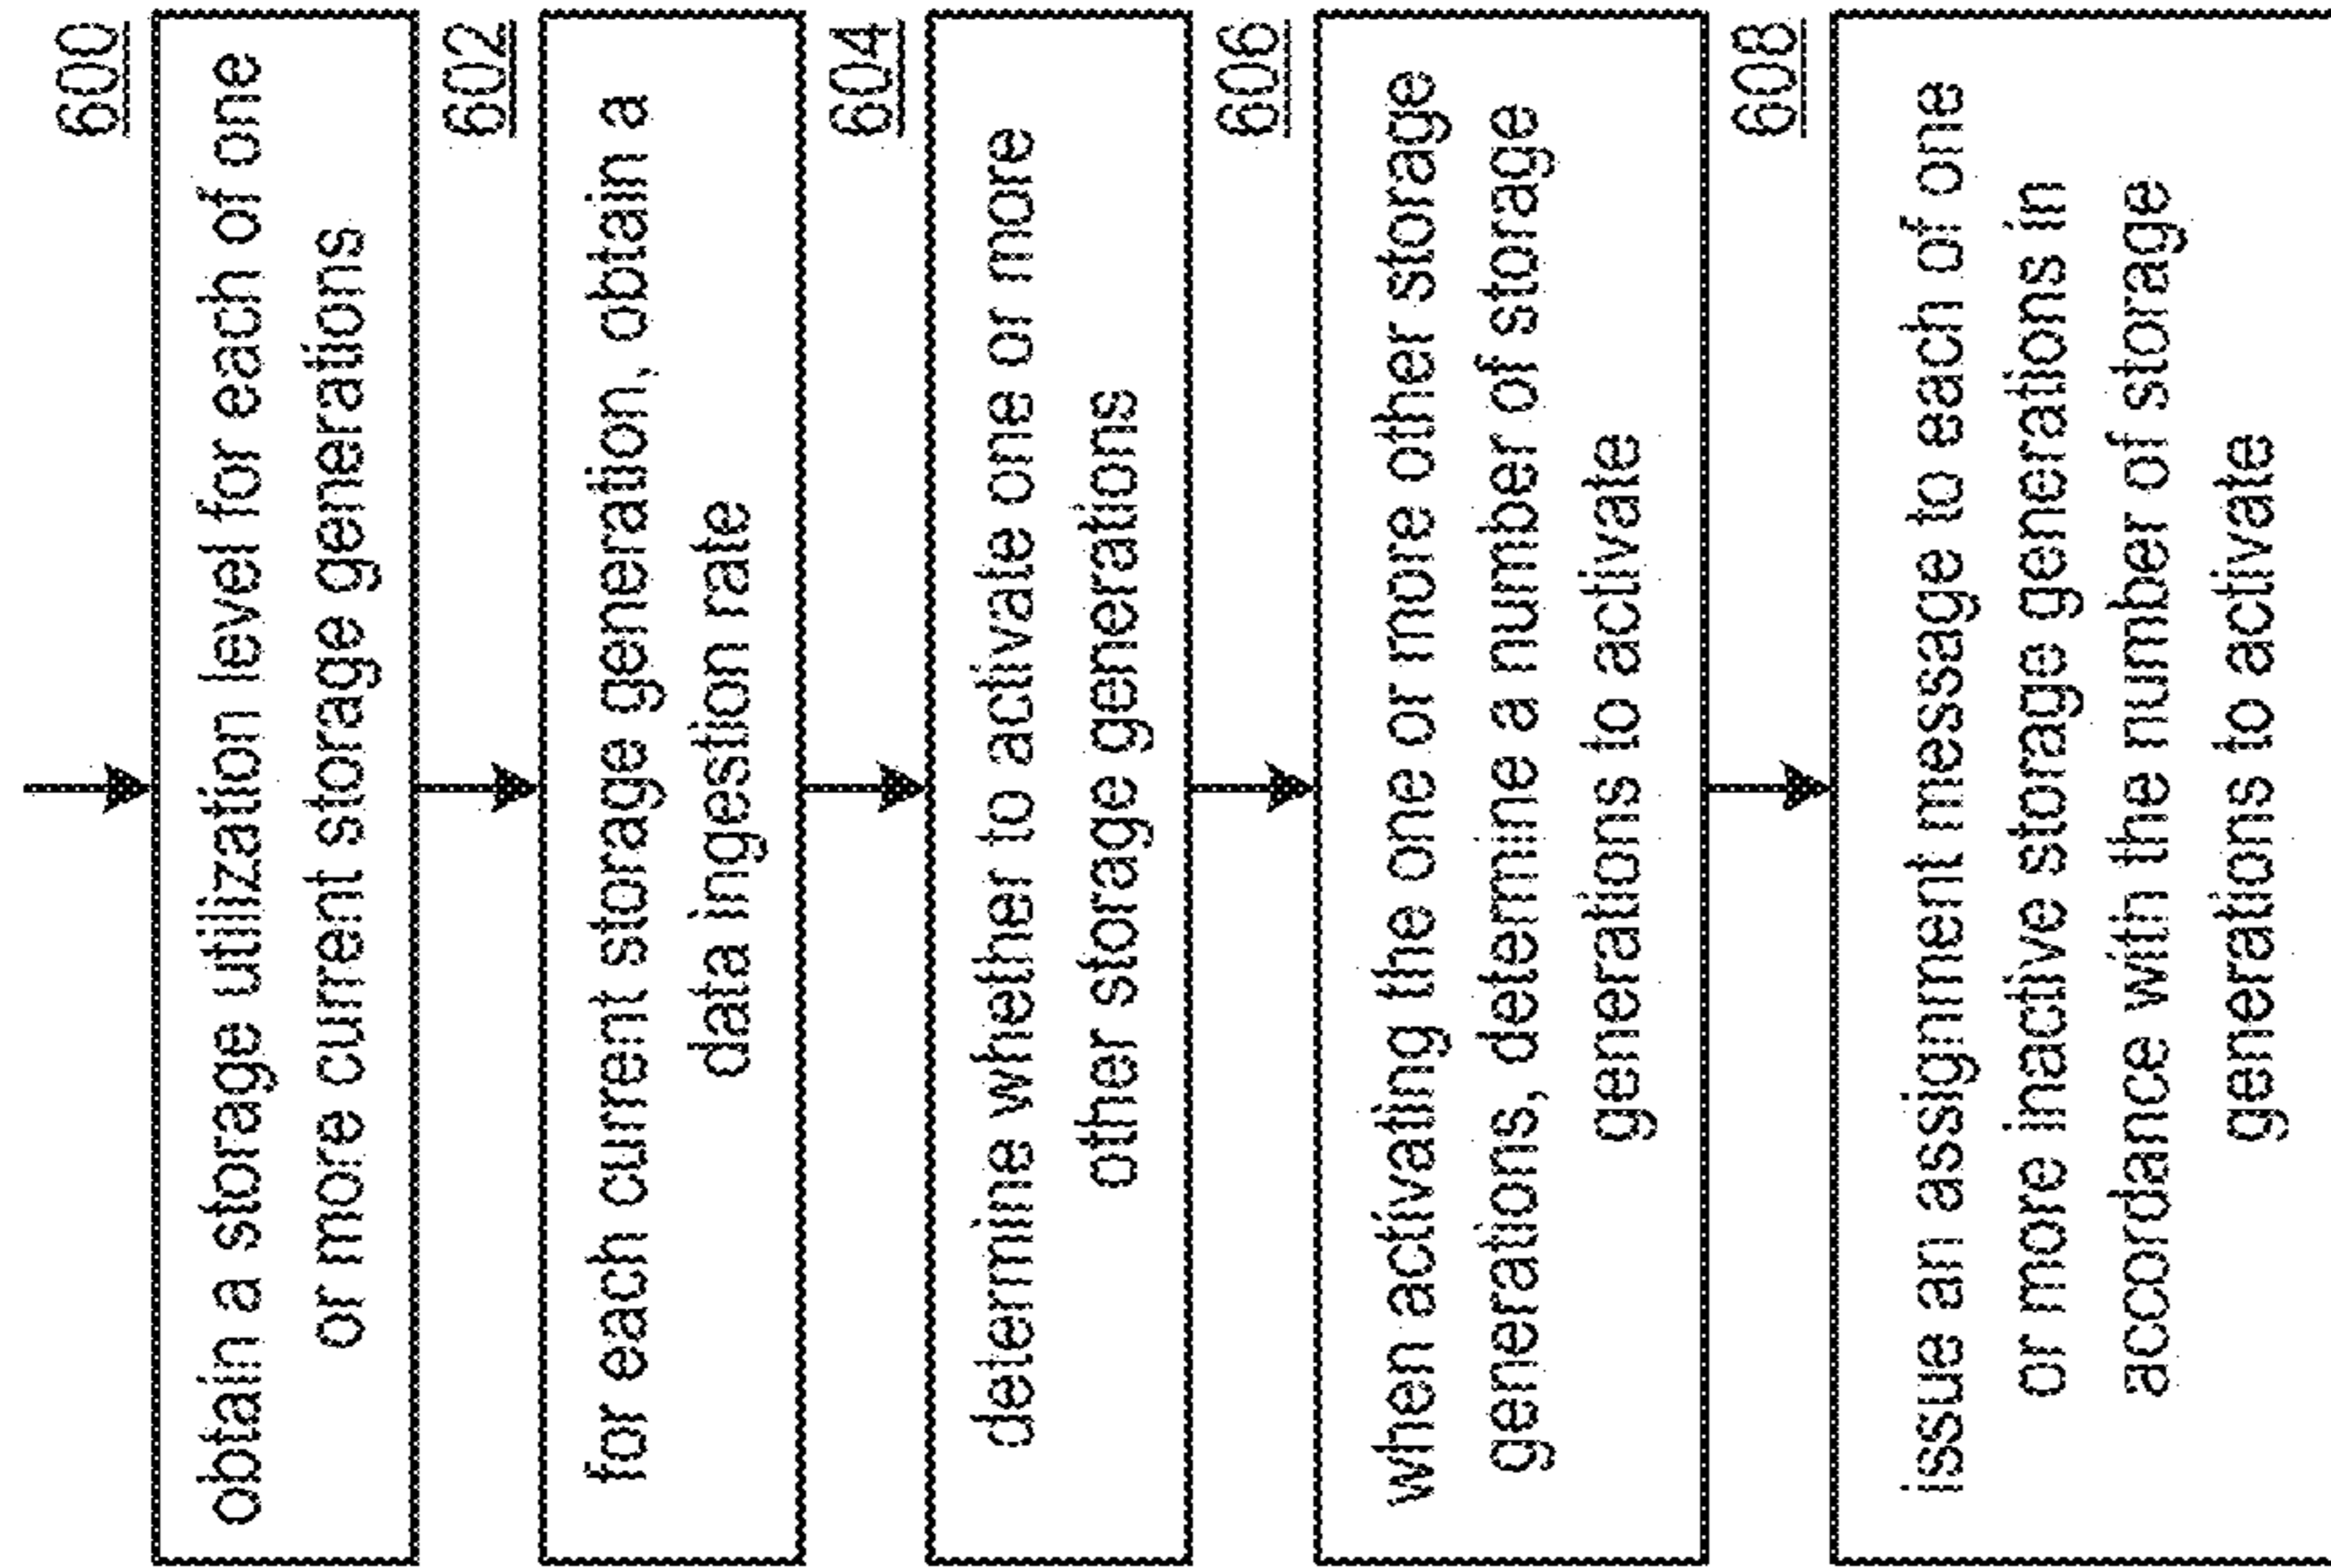 600
obtain a storage utilization level for each of one
or more current storage generations
602
for each current storage generation, obtain a
data ingestion rate
604
determine whether to activate one or more
other storage generations
606
when activating the one or more other storage
generations, determine a number of storage
generations to activate
608
issue an assignment message to each of one
or more inactive storage generations in
accordance with the number of storage
generations to activate